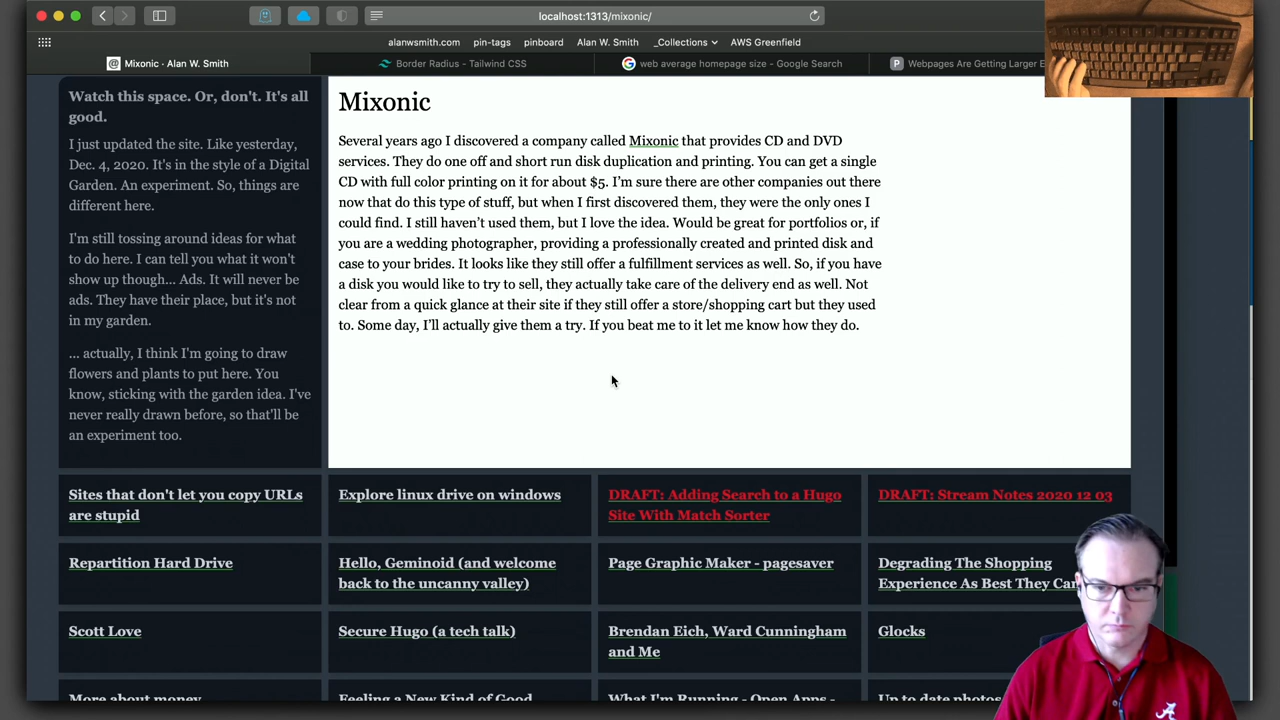 localhost:1313/mixonic/
alanwsmith.com pin-tags pinboard Alan W. Smith _Collections AWS Greenfield
@ Mixonic · Alan W. Smith
Border Radius - Tailwind CSS
G web average homepage size - Google Search
P Webpages Are Getting Larger E
Watch this space. Or, don't. It's all
good.
I just updated the site. Like yesterday,
Dec. 4, 2020. It's in the style of a Digital
Garden. An experiment. So, things are
different here.
I'm still tossing around ideas for what
to do here. I can tell you what it won't
show up though... Ads. It will never be
ads. They have their place, but it's not
in my garden.
... actually, I think I'm going to draw
flowers and plants to put here. You
know, sticking with the garden idea. I've
never really drawn before, so that'll be
an experiment too.
Mixonic
Several years ago I discovered a company called Mixonic that provides CD and DVD
services. They do one off and short run disk duplication and printing. You can get a single
CD with full color printing on it for about $5. I’m sure there are other companies out there
now that do this type of stuff, but when I first discovered them, they were the only ones I
could find. I still haven’t used them, but I love the idea. Would be great for portfolios or, if
you are a wedding photographer, providing a professionally created and printed disk and
case to your brides. It looks like they still offer a fulfillment services as well. So, if you have
a disk you would like to try to sell, they actually take care of the delivery end as well. Not
clear from a quick glance at their site if they still offer a store/shopping cart but they used
to. Some day, I’ll actually give them a try. If you beat me to it let me know how they do.
Sites that don't let you copy URLs
are stupid
Explore linux drive on windows
DRAFT: Adding Search to a Hugo
Site With Match Sorter
DRAFT: Stream Notes 2020 12 03
Repartition Hard Drive
Hello, Geminoid (and welcome
back to the uncanny valley)
Page Graphic Maker - pagesaver
Degrading The Shopping
Experience As Best They Can
Scott Love
Secure Hugo (a tech talk)
Brendan Eich, Ward Cunningham
and Me
Glocks
More about money
Feeling a New Kind of Good
What I'm Running - Open Apps -
Up to date photos
A